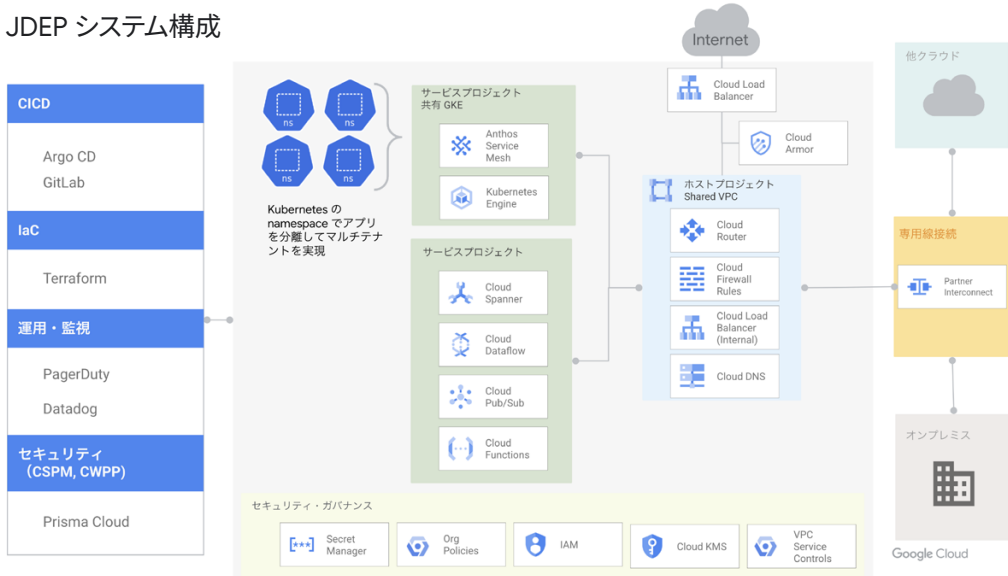 JDEP システム構成
CICD
Argo CD
GitLab
IaC
Terraform
運用・監視
PagerDuty
Datadog
セキュリティ
（CSPM, CWPP）
Prisma Cloud
ns
ns
ns
ns
Kubernetes の
namespace でアプリ
を分離してマルチテナ
ントを実現
サービスプロジェクト
共有 GKE
Anthos
Service
Mesh
Kubernetes
Engine
サービスプロジェクト
Cloud
Spanner
Cloud
Dataflow
Cloud
Pub/Sub
Cloud
Functions
Internet
Cloud Load
Balancer
Cloud
Armor
ホストプロジェクト
Shared VPC
Cloud
Router
Cloud
Firewall
Rules
Cloud Load
Balancer
(Internal)
Cloud DNS
他クラウド
専用線接続
Partner
Interconnect
オンプレミス
セキュリティ・ガバナンス
Secret
Manager
Org
Policies
IAM
Cloud KMS
VPC
Service
Controls
Google Cloud